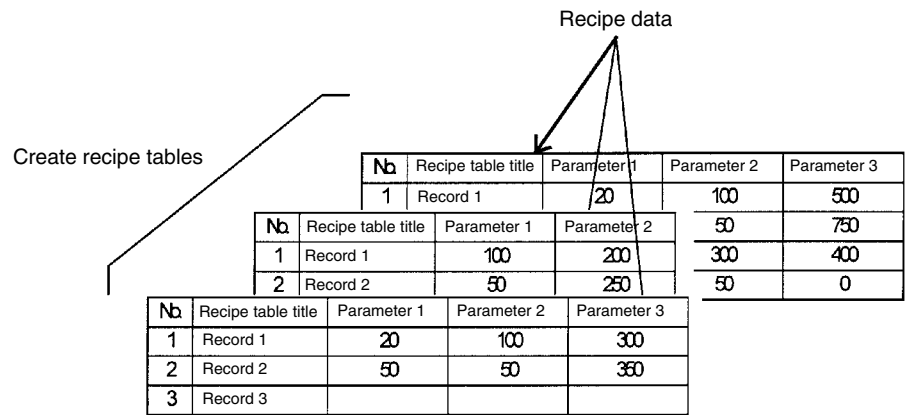 Recipe data
Create recipe tables
No. Recipe table title Parameter 1 Parameter 2 Parameter 3
1 Record 1 20 100 500
50 750
300 400
50 0
No. Recipe table title Parameter 1 Parameter 2
1 Record 1 100 200
2 Record 2 50 250
No. Recipe table title Parameter 1 Parameter 2 Parameter 3
1 Record 1 20 100 300
2 Record 2 50 50 350
3 Record 3